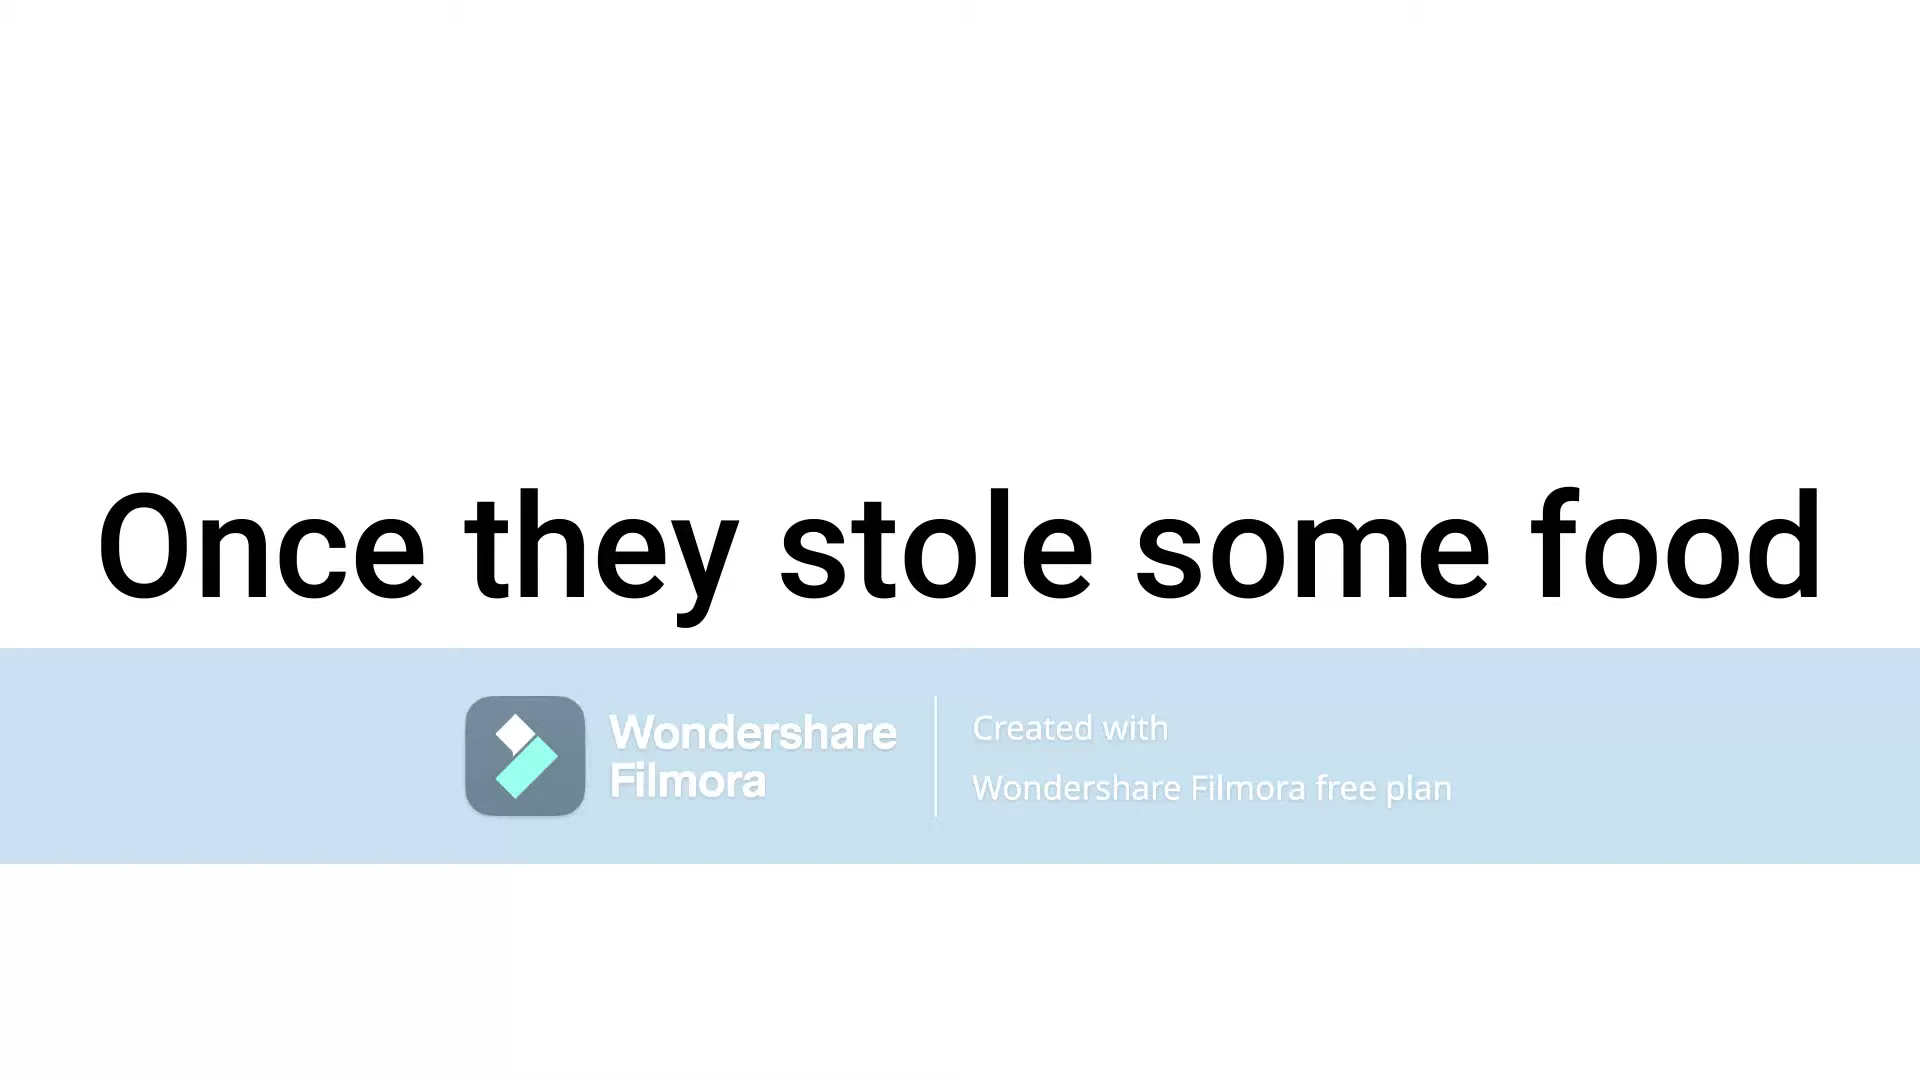 Once they stole some food
Wondershare
Filmora
Created with
Wondershare Filmora free plan